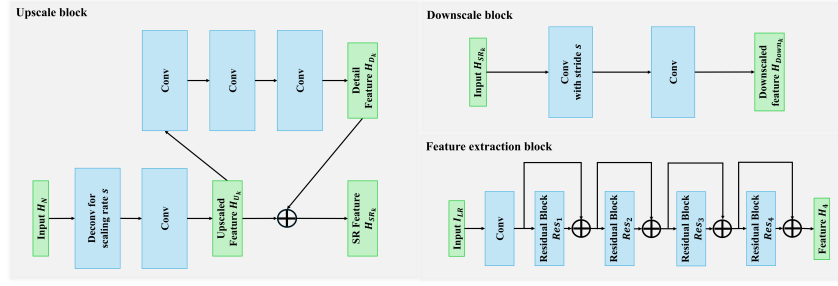 Upscale block
Conv
Conv
Conv
Detail
Feature H_{D_k}
Input H_N
Deconv for
scaling rate s
Conv
Upscaled
Feature H_{U_k}
SR Feature
H_{SR_k}
Downscale block
Input H_{SR_k}
Conv
with stride s
Conv
Downscaled
feature H_{Down_k}
Feature extraction block
Input I_{LR}
Conv
Residual Block
Res_1
Residual Block
Res_2
Residual Block
Res_3
Residual Block
Res_4
Feature H_4